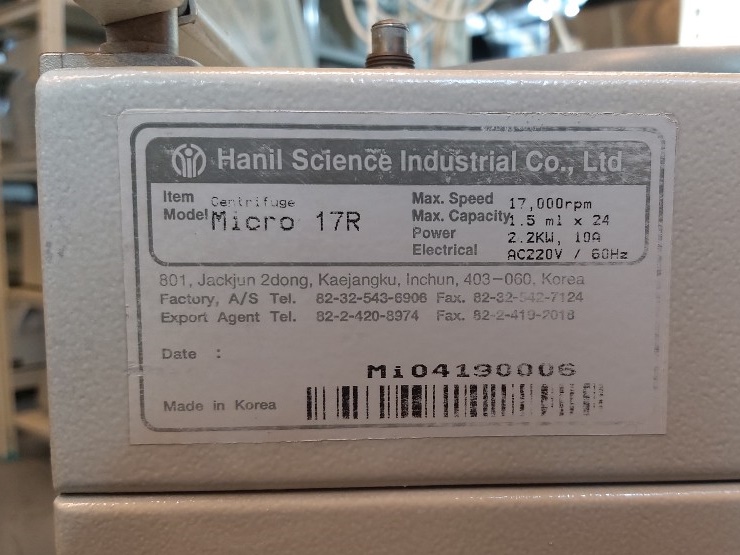 Hanil Science Industrial Co., Ltd
Item Centrifuge
Model Micro 17R
Max. Speed 17,000rpm
Max. Capacity 1.5 ml x 24
Power 2.2KW, 10A
Electrical AC220V / 60Hz
801, Jackjun 2dong, Kaejangku, Inchun, 403-060, Korea
Factory, A/S Tel. 82-32-543-6906 Fax. 82-32-542-7124
Export Agent Tel. 82-2-420-8974 Fax. 82-2-419-2018
Date :
Mi04190006
Made in Korea